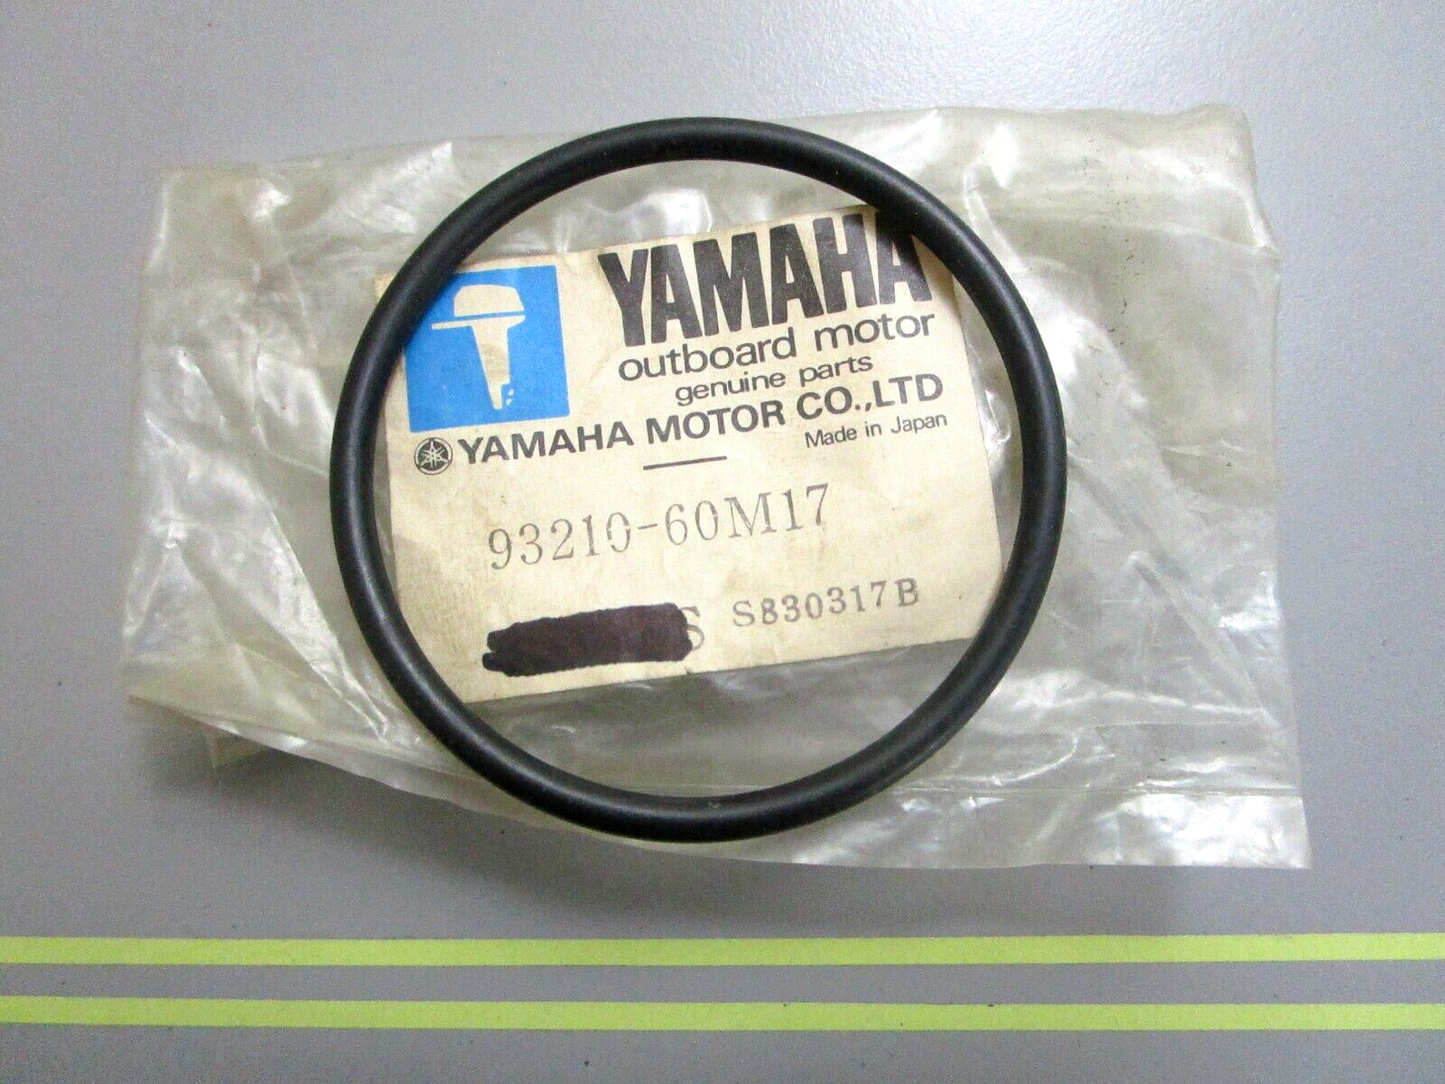 YAMAHA
outboard motor
genuine parts
YAMAHA MOTOR CO.,LTD
Made in Japan
93210-60M17
S S830317B